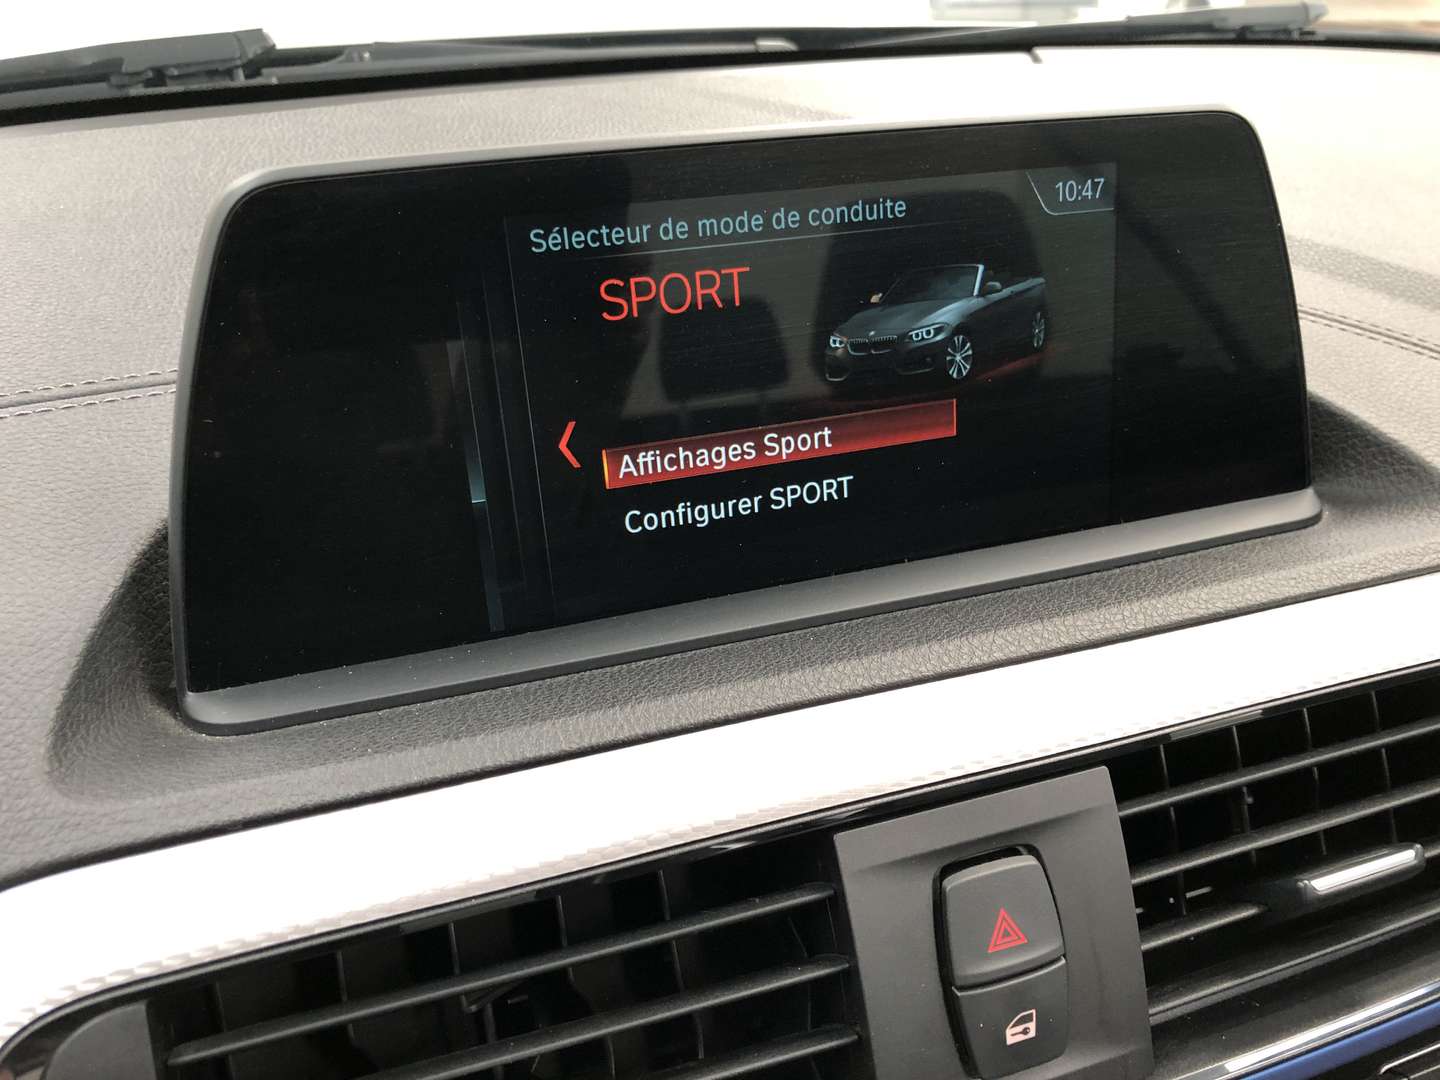 10:47
Sélecteur de mode de conduite
SPORT
Affichages Sport
Configurer SPORT